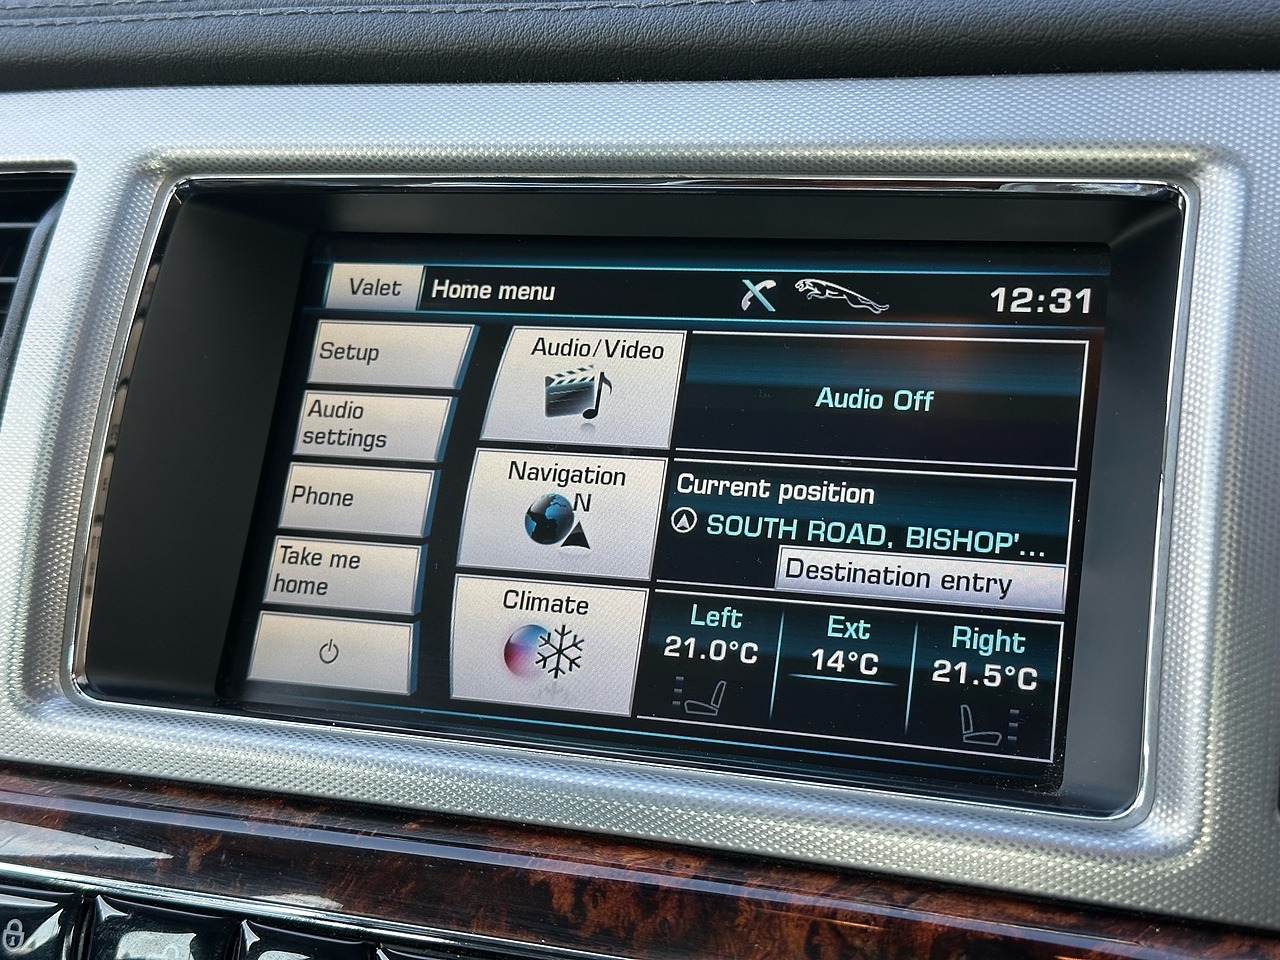 Valet
Home menu
12:31
Setup
Audio
settings
Phone
Take me
home
Audio/Video
Audio Off
Navigation
N
Current position
SOUTH ROAD, BISHOP'...
Destination entry
Climate
Left
21.0°C
Ext
14°C
Right
21.5°C